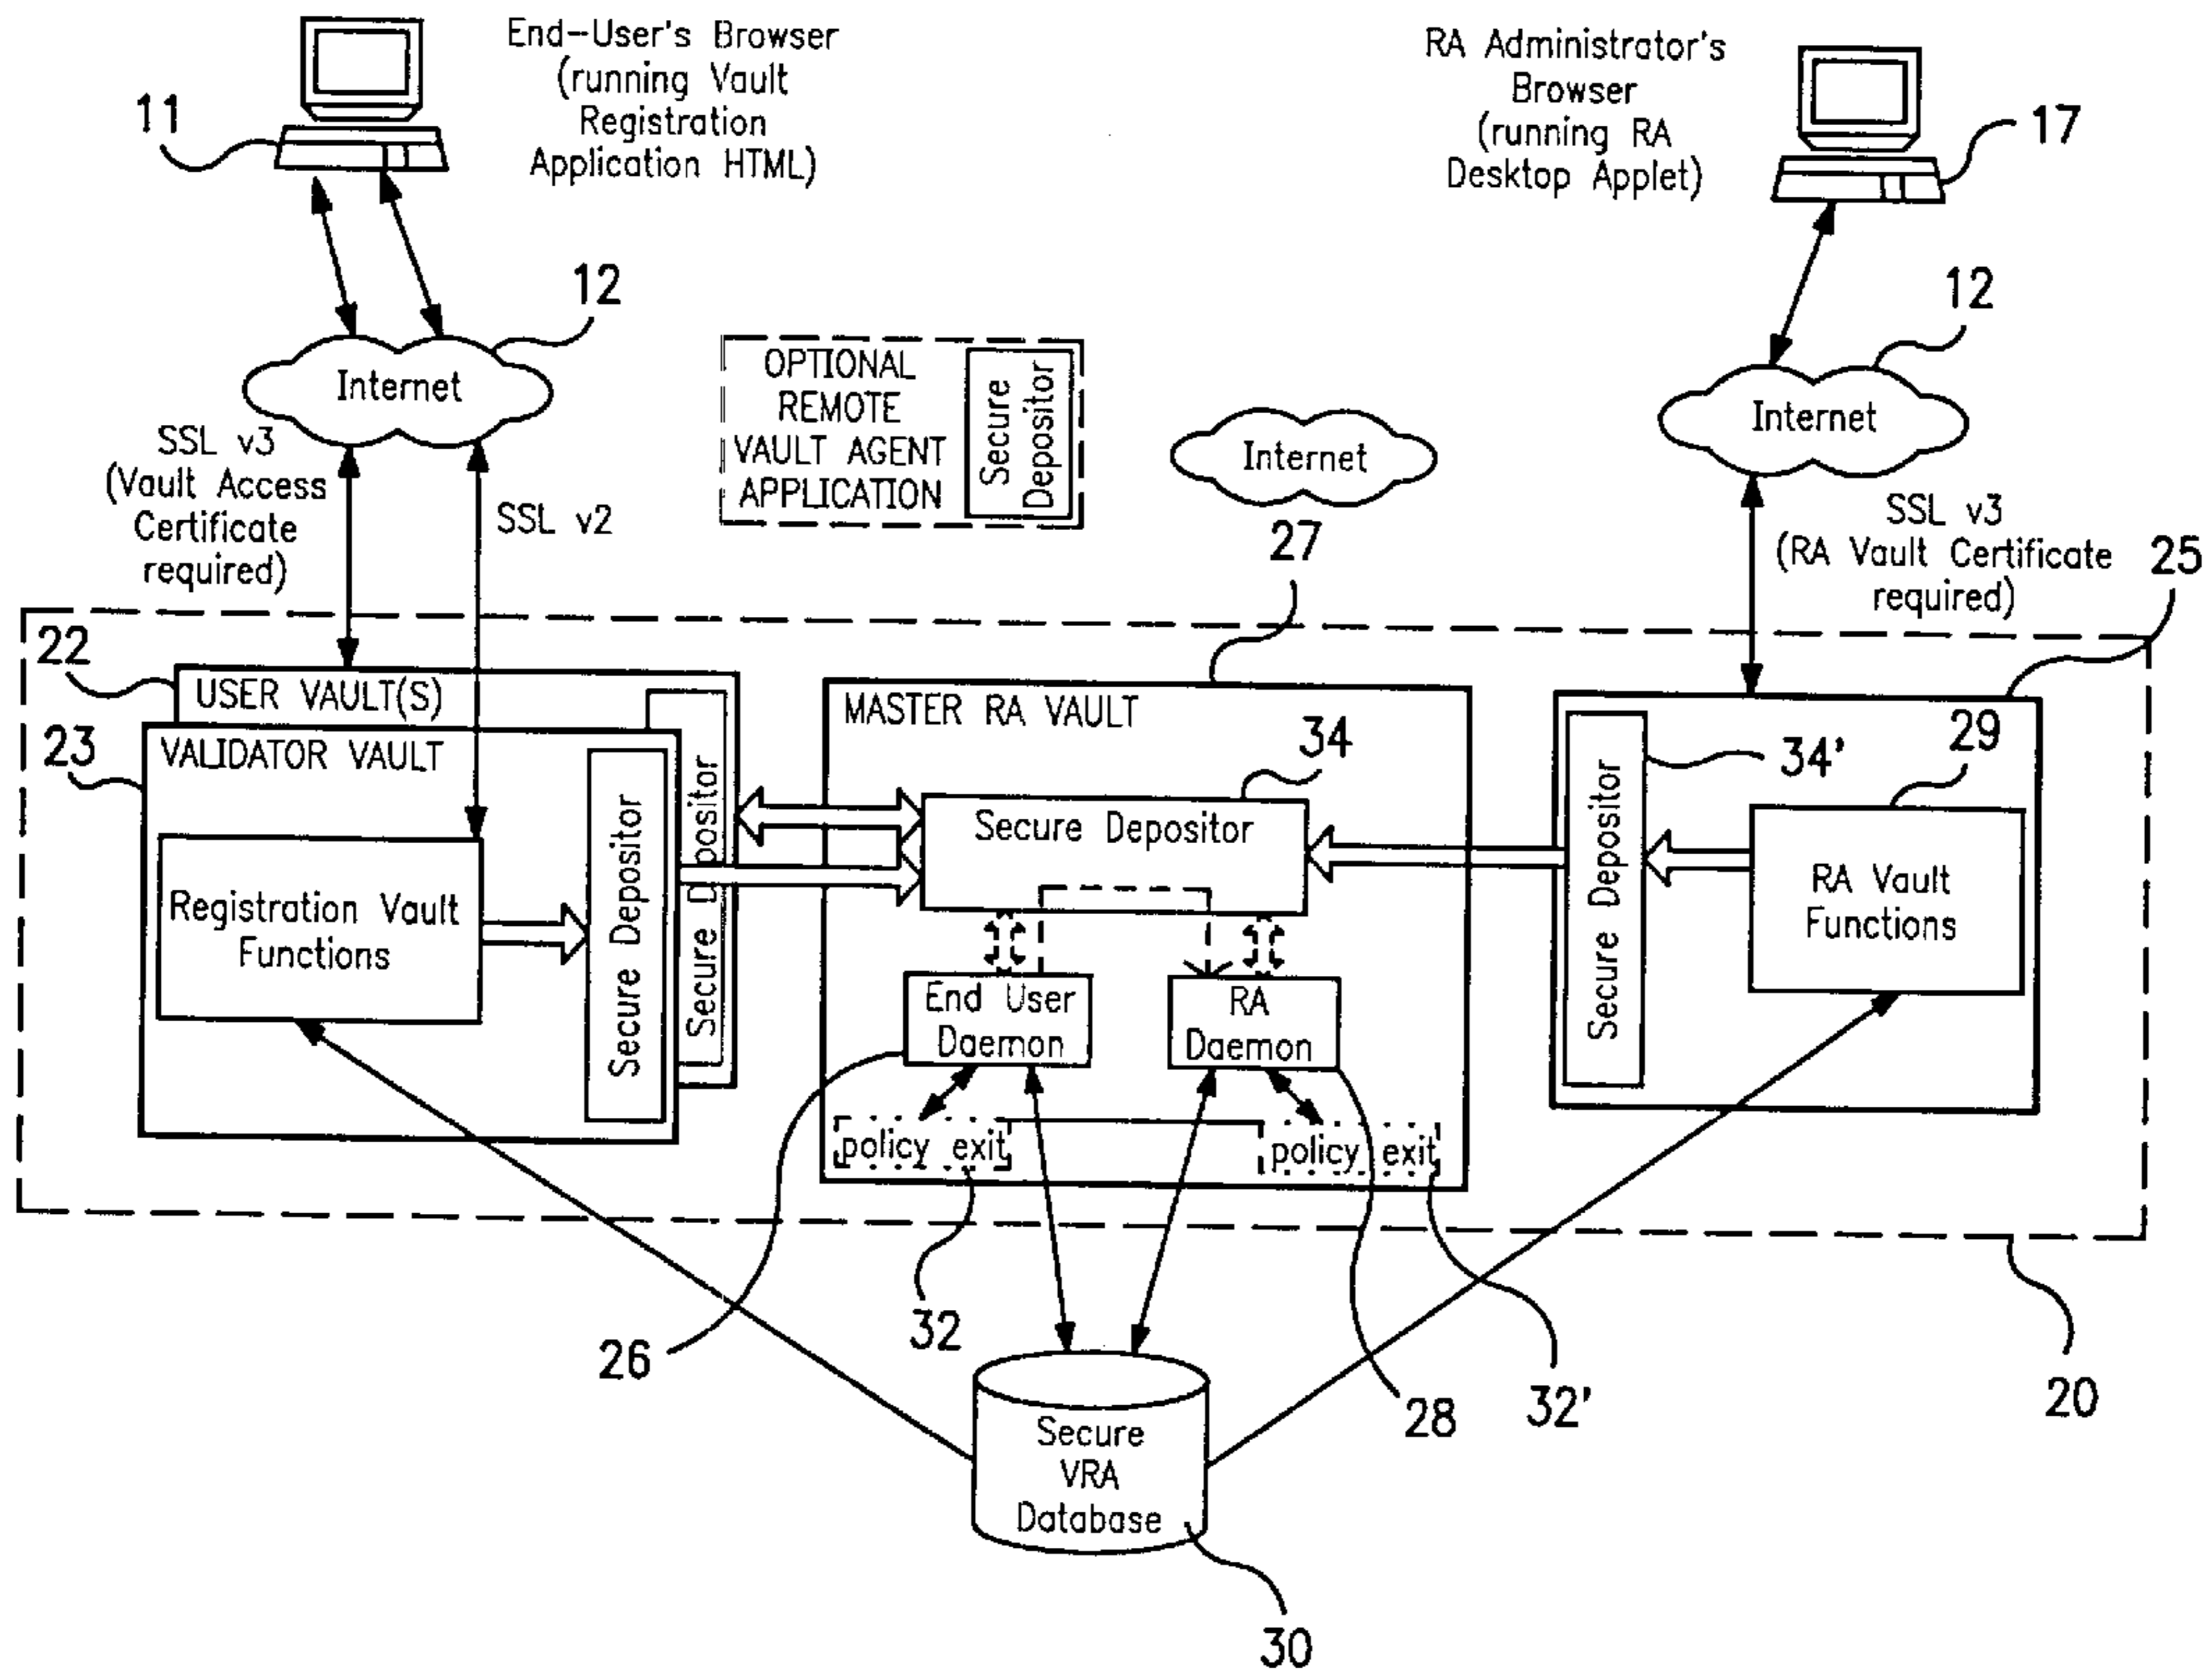 End-User's Browser
(running Vault
Registration
Application HTML)
11
RA Administrator's
Browser
(running RA
Desktop Applet)
17
12
Internet
12
Internet
OPTIONAL
REMOTE
VAULT AGENT
APPLICATION
Secure
Depositor
Internet
SSL v3
(Vault Access
Certificate
required)
SSL v2
27
SSL v3
(RA Vault Certificate
required)
25
22
USER VAULT(S)
23
VALIDATOR VAULT
MASTER RA VAULT
34
34'
29
Secure Depositor
Secure Depositor
Secure Depositor
Secure Depositor
Registration Vault
Functions
RA Vault
Functions
End User
Daemon
RA
Daemon
policy exit
policy exit
26
32
28
32'
20
Secure
VRA
Database
30